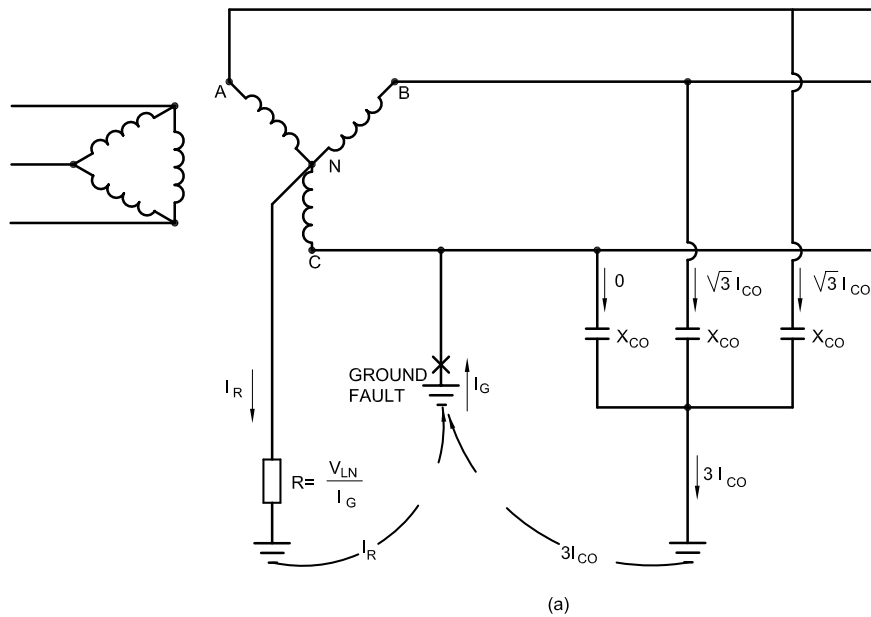 A
B
N
C
0
√3 I_CO
√3 I_CO
X_CO
X_CO
X_CO
GROUND
FAULT
I_G
I_R
R= V_LN
I_G
3 I_CO
I_R
3I_CO
(a)